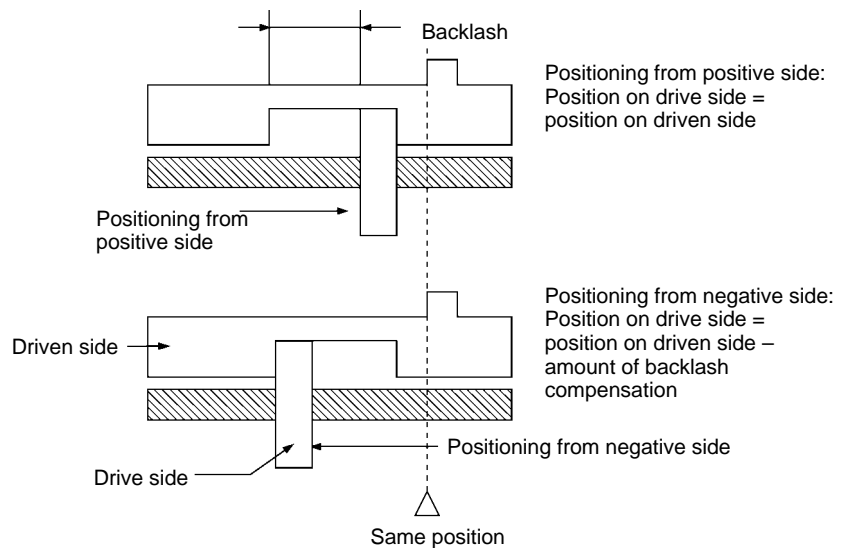 Backlash
Positioning from positive side:
Position on drive side =
position on driven side
Positioning from
positive side
Positioning from negative side:
Position on drive side =
position on driven side –
amount of backlash
compensation
Driven side
Positioning from negative side
Drive side
Same position